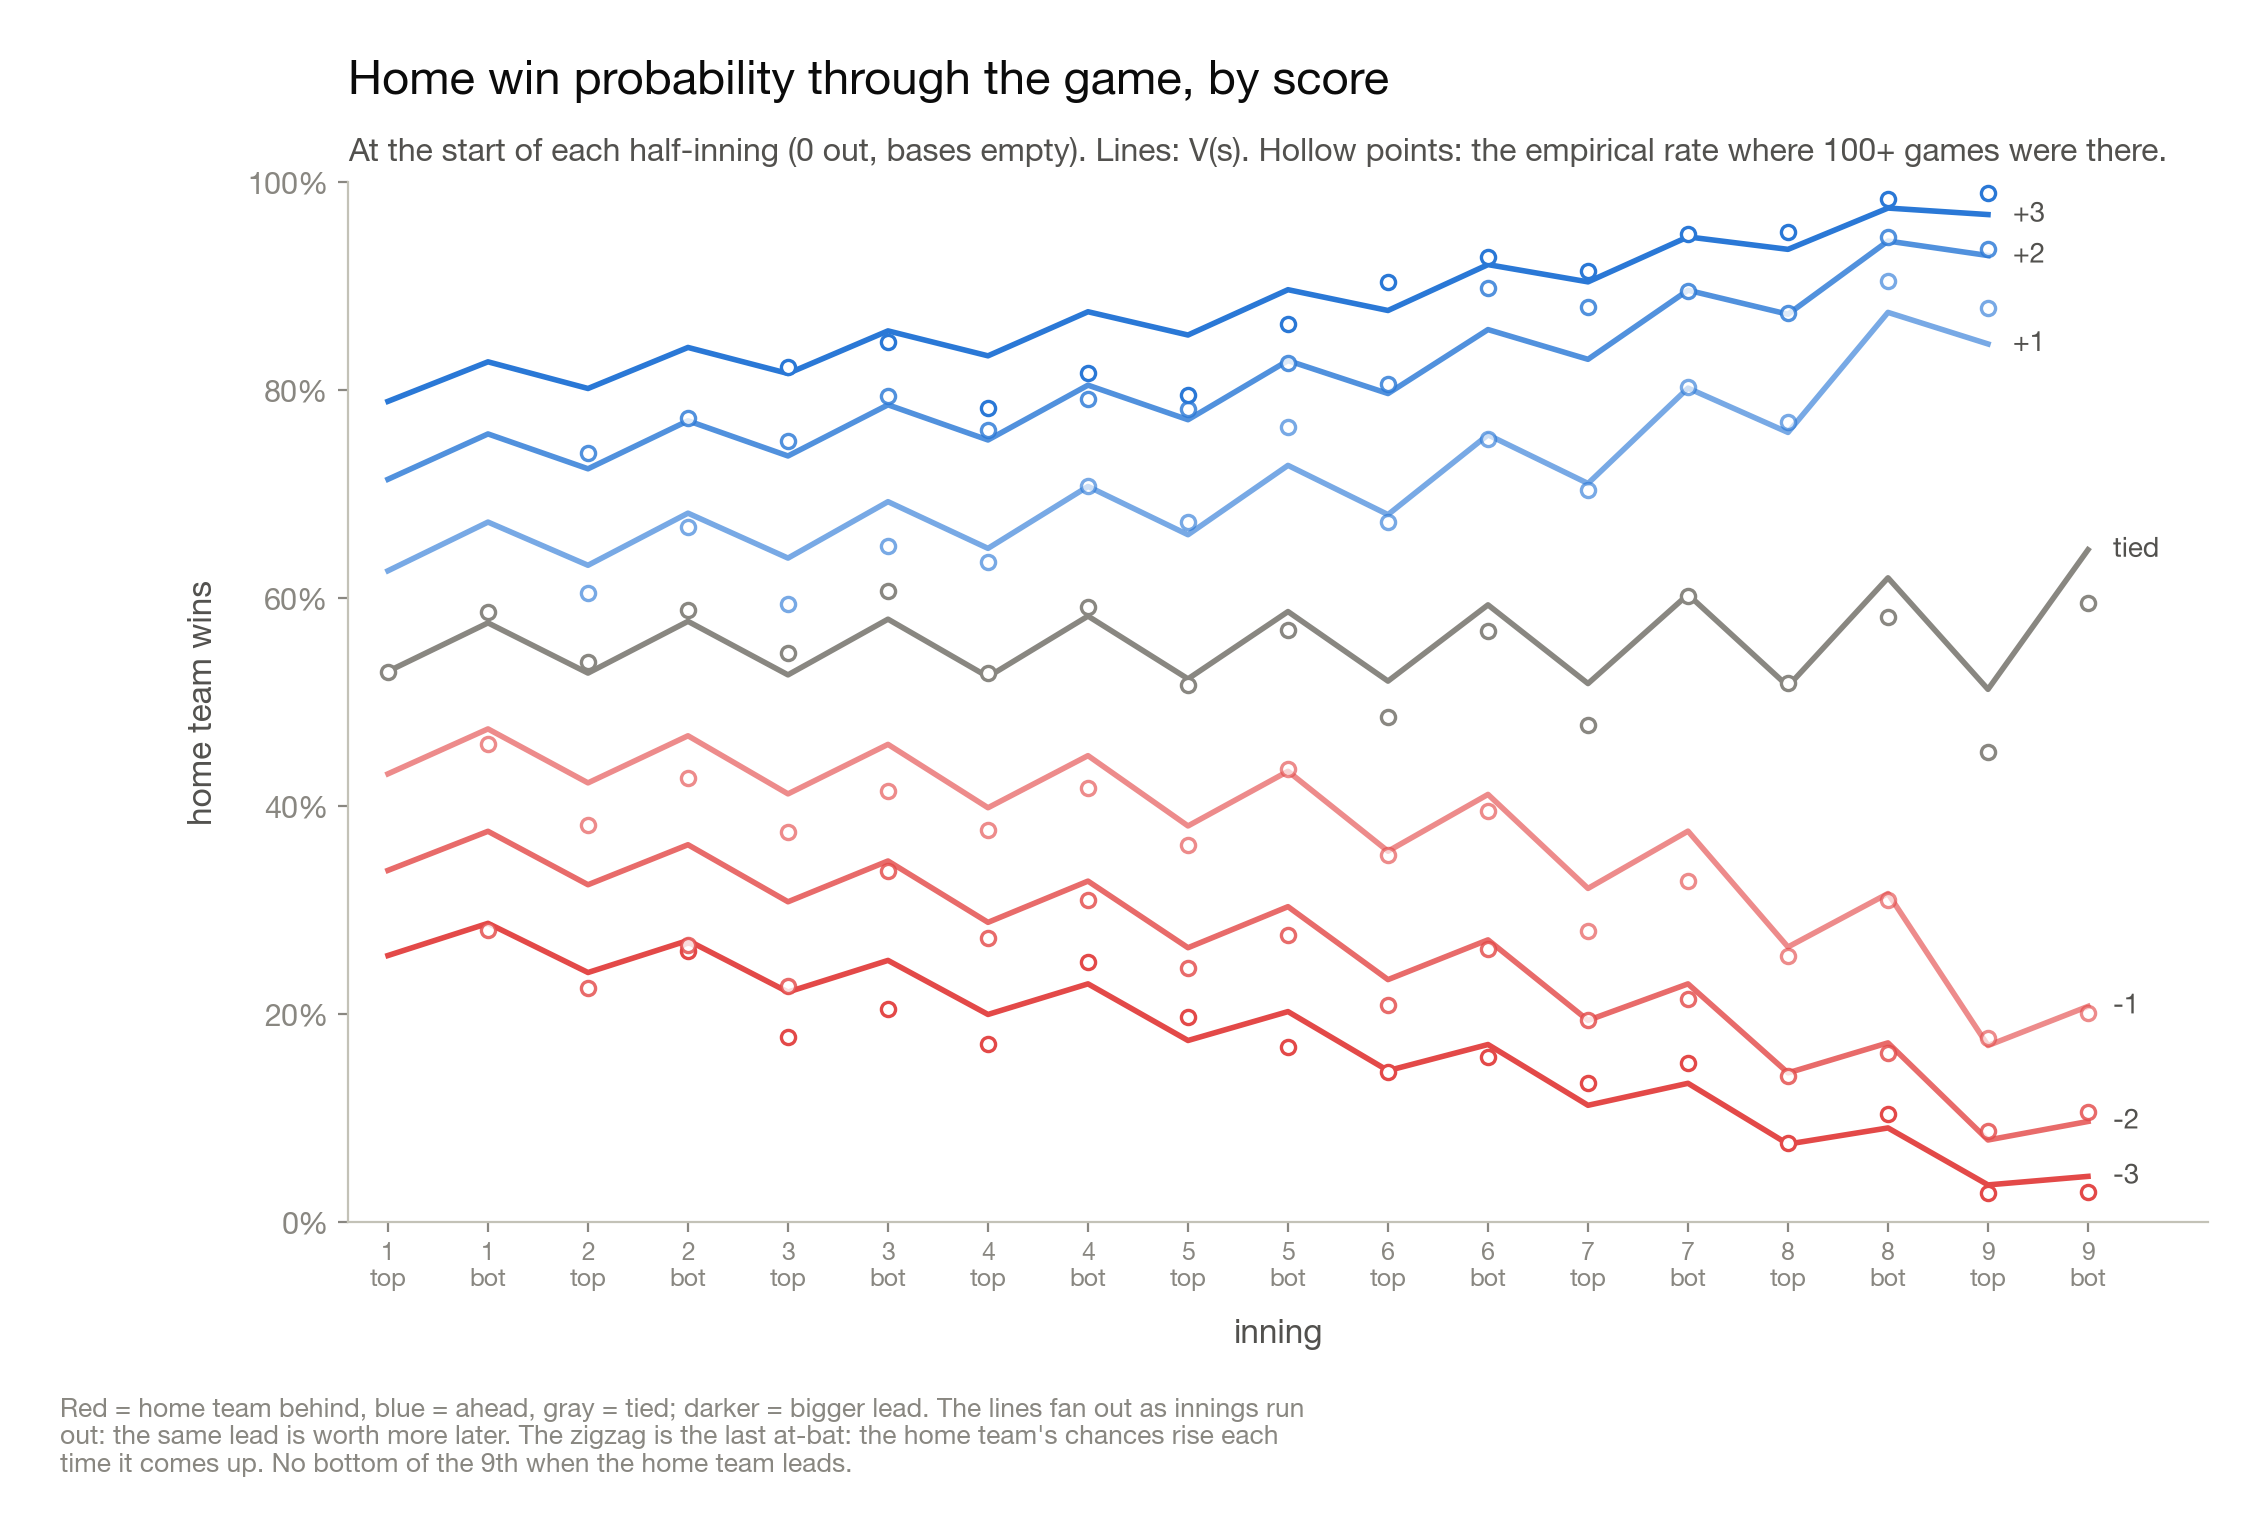 Home win probability through the game, by score
At the start of each half-inning (0 out, bases empty). Lines: V(s). Hollow points: the empirical rate where 100+ games were there.
100%
80%
60%
40%
20%
0%
home team wins
+3
+2
+1
tied
-1
-2
-3
1 1 2 2 3 3 4 4 5 5 6 6 7 7 8 8 9 9
top bot top bot top bot top bot top bot top bot top bot top bot top bot
inning
Red = home team behind, blue = ahead, gray = tied; darker = bigger lead. The lines fan out as innings run
out: the same lead is worth more later. The zigzag is the last at-bat: the home team's chances rise each
time it comes up. No bottom of the 9th when the home team leads.